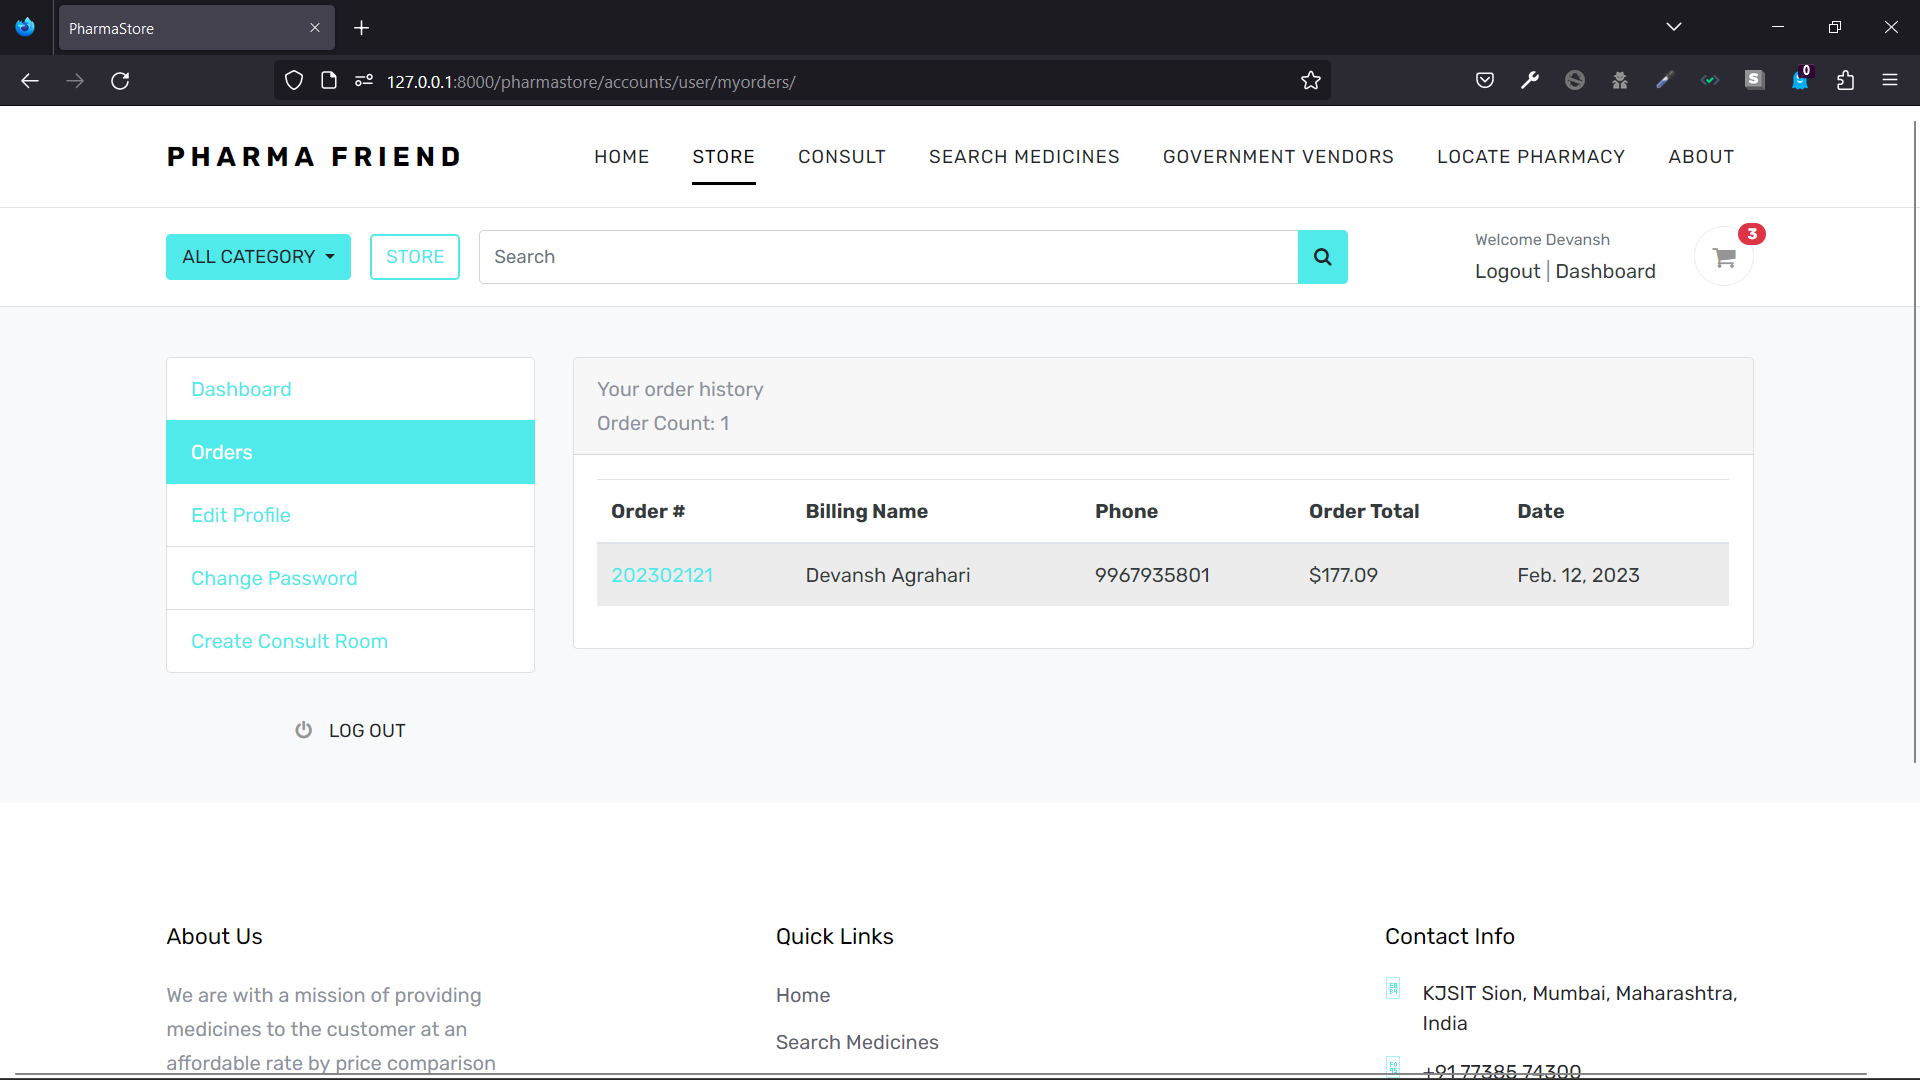 PharmaStore
127.0.0.1:8000/pharmastore/accounts/user/myorders/
S
0
PHARMA FRIEND
HOME STORE CONSULT SEARCH MEDICINES GOVERNMENT VENDORS LOCATE PHARMACY ABOUT
ALL CATEGORY STORE Search
Welcome Devansh
Logout | Dashboard
3
Dashboard
Orders
Edit Profile
Change Password
Create Consult Room
LOG OUT
Your order history
Order Count: 1
Order # Billing Name Phone Order Total Date
202302121 Devansh Agrahari 9967935801 $177.09 Feb. 12, 2023
About Us
We are with a mission of providing
medicines to the customer at an
affordable rate by price comparison
Quick Links
Home
Search Medicines
Contact Info
KJSIT Sion, Mumbai, Maharashtra,
India
+91 77385 74300